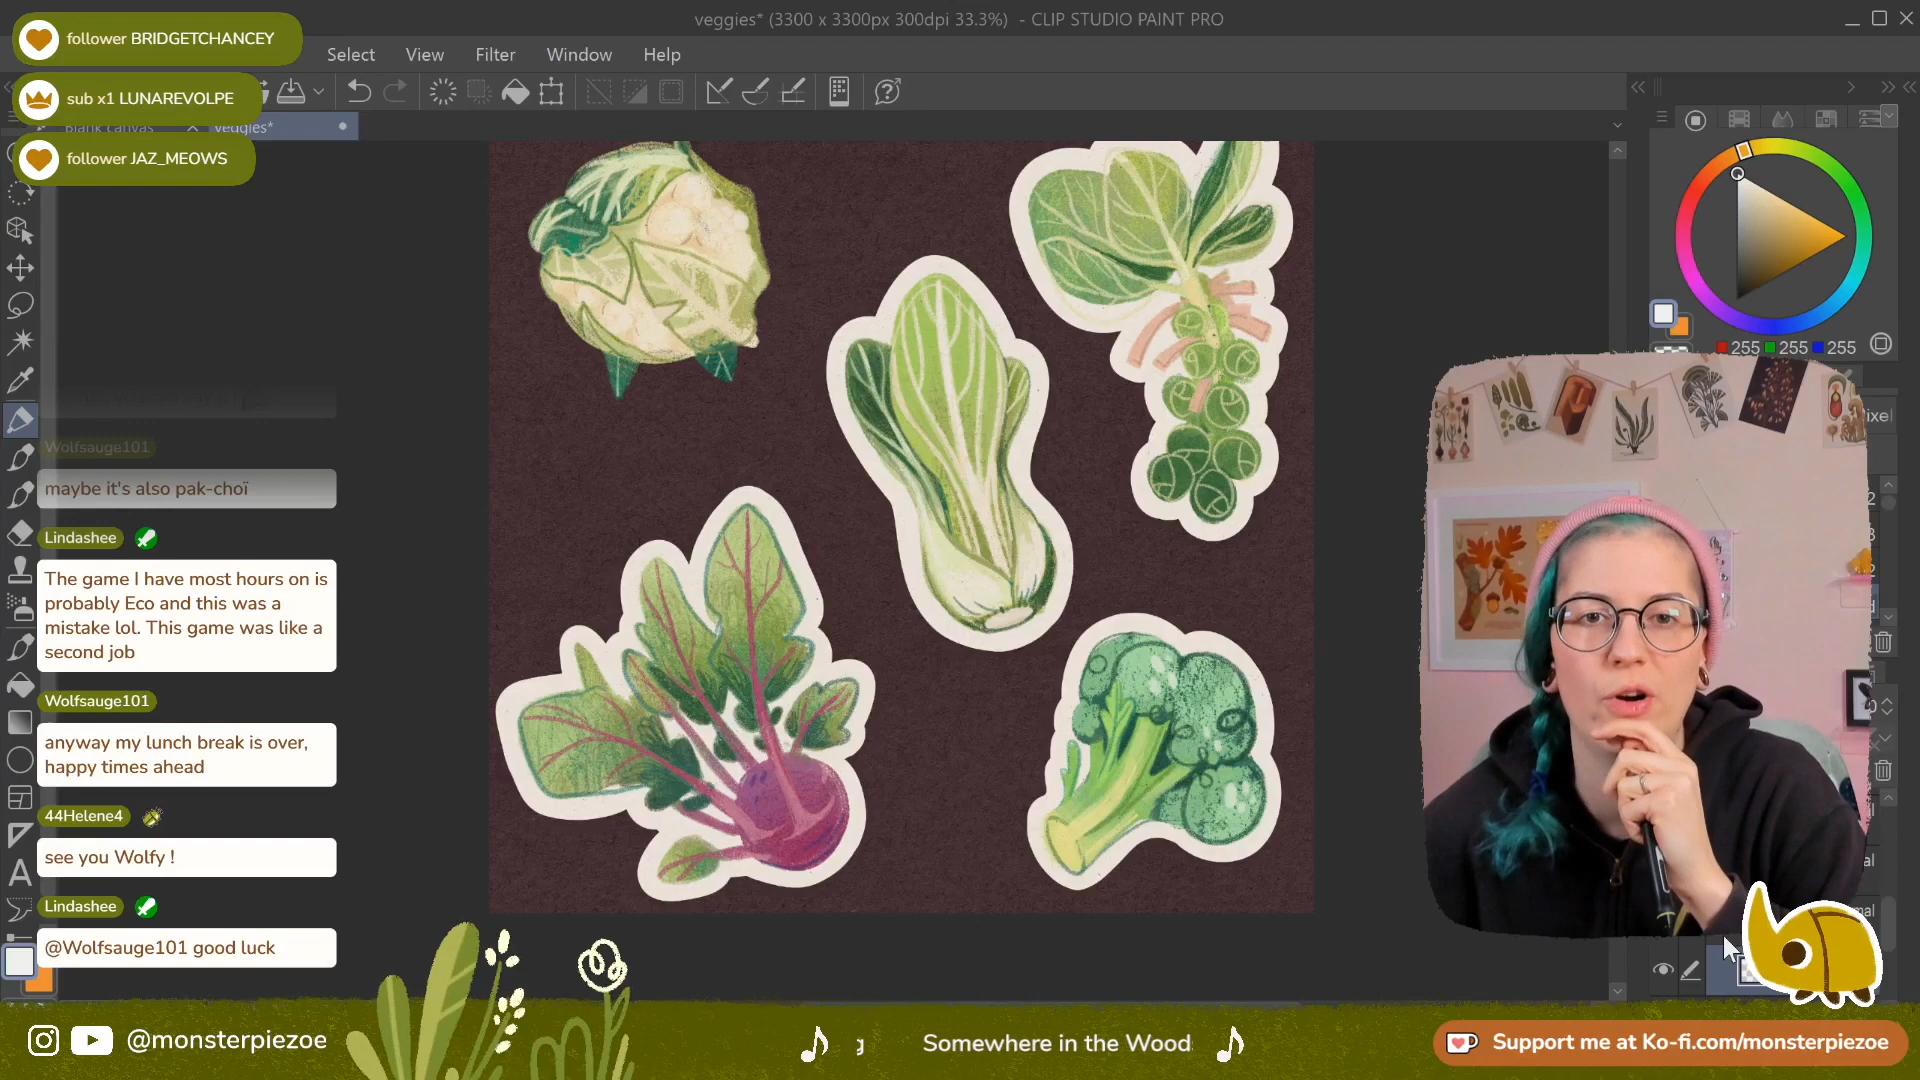 veggies* (3300 x 3300px 300dpi 33.3%) - CLIP STUDIO PAINT PRO
follower BRIDGETCHANCEY
Select View Filter Window Help
sub x1 LUNAREVOLPE
Blank canvas
veggies*
follower JAZ_MEOWS
255 255 255
Wolfsauge101
maybe it's also pak-choï
Lindashee
The game I have most hours on is
probably Eco and this was a
mistake lol. This game was like a
second job
Wolfsauge101
anyway my lunch break is over,
happy times ahead
44Helene4
see you Wolfy !
Lindashee
@Wolfsauge101 good luck
@monsterpiezoe
Somewhere in the Wood
Support me at Ko-fi.com/monsterpiezoe